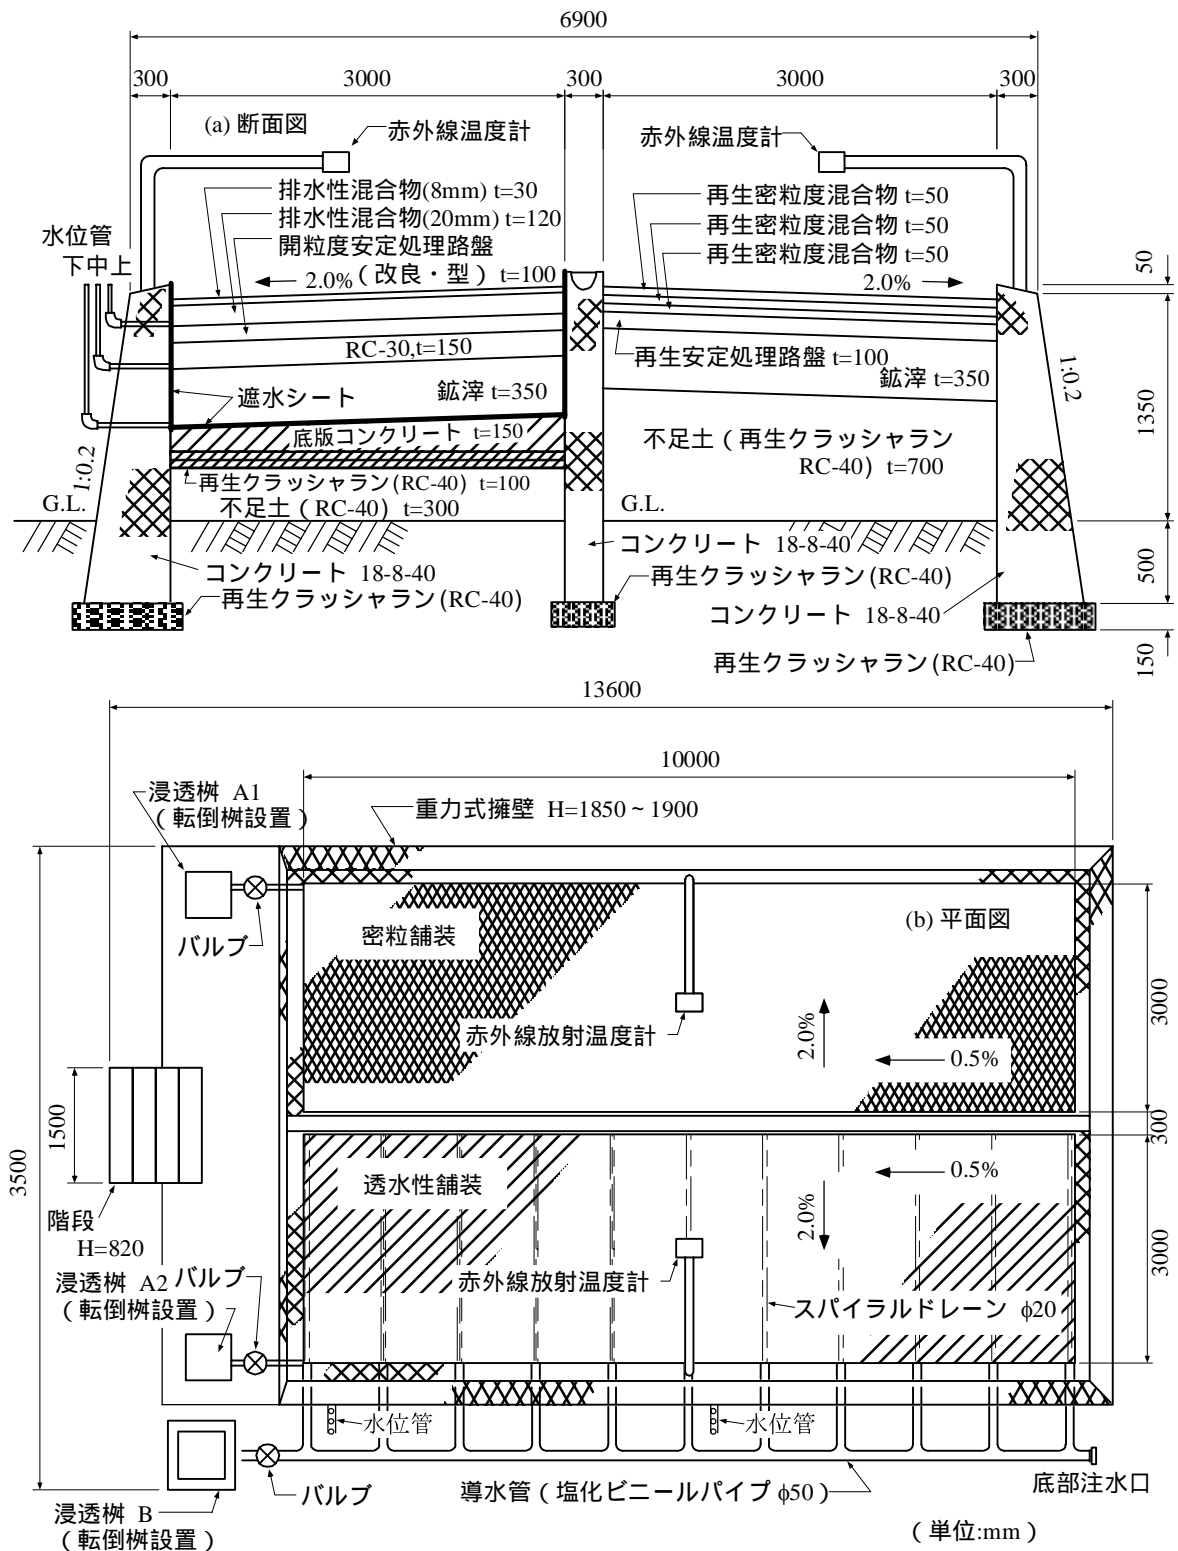 6900
300
3000
300
3000
300
(a) 断面図
赤外線温度計
赤外線温度計
排水性混合物(8mm) t=30
排水性混合物(20mm) t=120
開粒度安定処理路盤
2.0%(改良・型) t=100
再生密粒度混合物 t=50
再生密粒度混合物 t=50
再生密粒度混合物 t=50
2.0%
水位管
下中上
50
RC-30,t=150
再生安定処理路盤 t=100
鉱滓 t=350
鉱滓 t=350
遮水シート
1:0.2
1350
底版コンクリート t=150
不足土（再生クラッシャラン
RC-40）t=700
1:0.2
再生クラッシャラン(RC-40) t=100
不足土（RC-40）t=300
G.L.
G.L.
コンクリート 18-8-40
コンクリート 18-8-40
再生クラッシャラン(RC-40)
再生クラッシャラン(RC-40)
コンクリート 18-8-40
500
再生クラッシャラン(RC-40)
150
13600
10000
浸透桝 A1
（転倒桝設置）
重力式擁壁 H=1850～1900
バルブ
密粒舗装
(b) 平面図
赤外線放射温度計
2.0%
0.5%
3000
1500
3500
300
透水性舗装
0.5%
2.0%
階段
H=820
3000
浸透桝 A2
バルブ
（転倒桝設置）
赤外線放射温度計
スパイラルドレーン ϕ20
水位管
水位管
バルブ
導水管（塩化ビニールパイプ ϕ50）
底部注水口
浸透桝 B
（転倒桝設置）
（単位:mm）